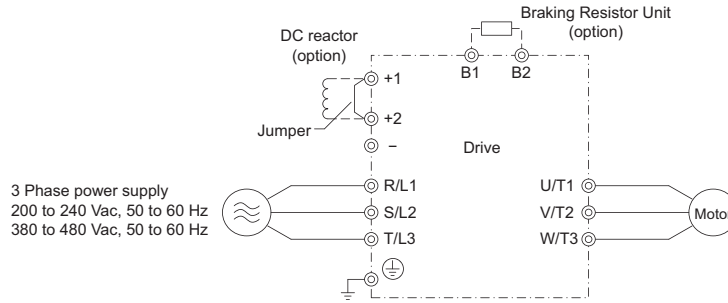 Braking Resistor Unit
(option)
DC reactor
(option)
B1 B2
+1
+2
Jumper
–
Drive
3 Phase power supply
200 to 240 Vac, 50 to 60 Hz
380 to 480 Vac, 50 to 60 Hz
R/L1
S/L2
T/L3
U/T1
V/T2
W/T3
Motor